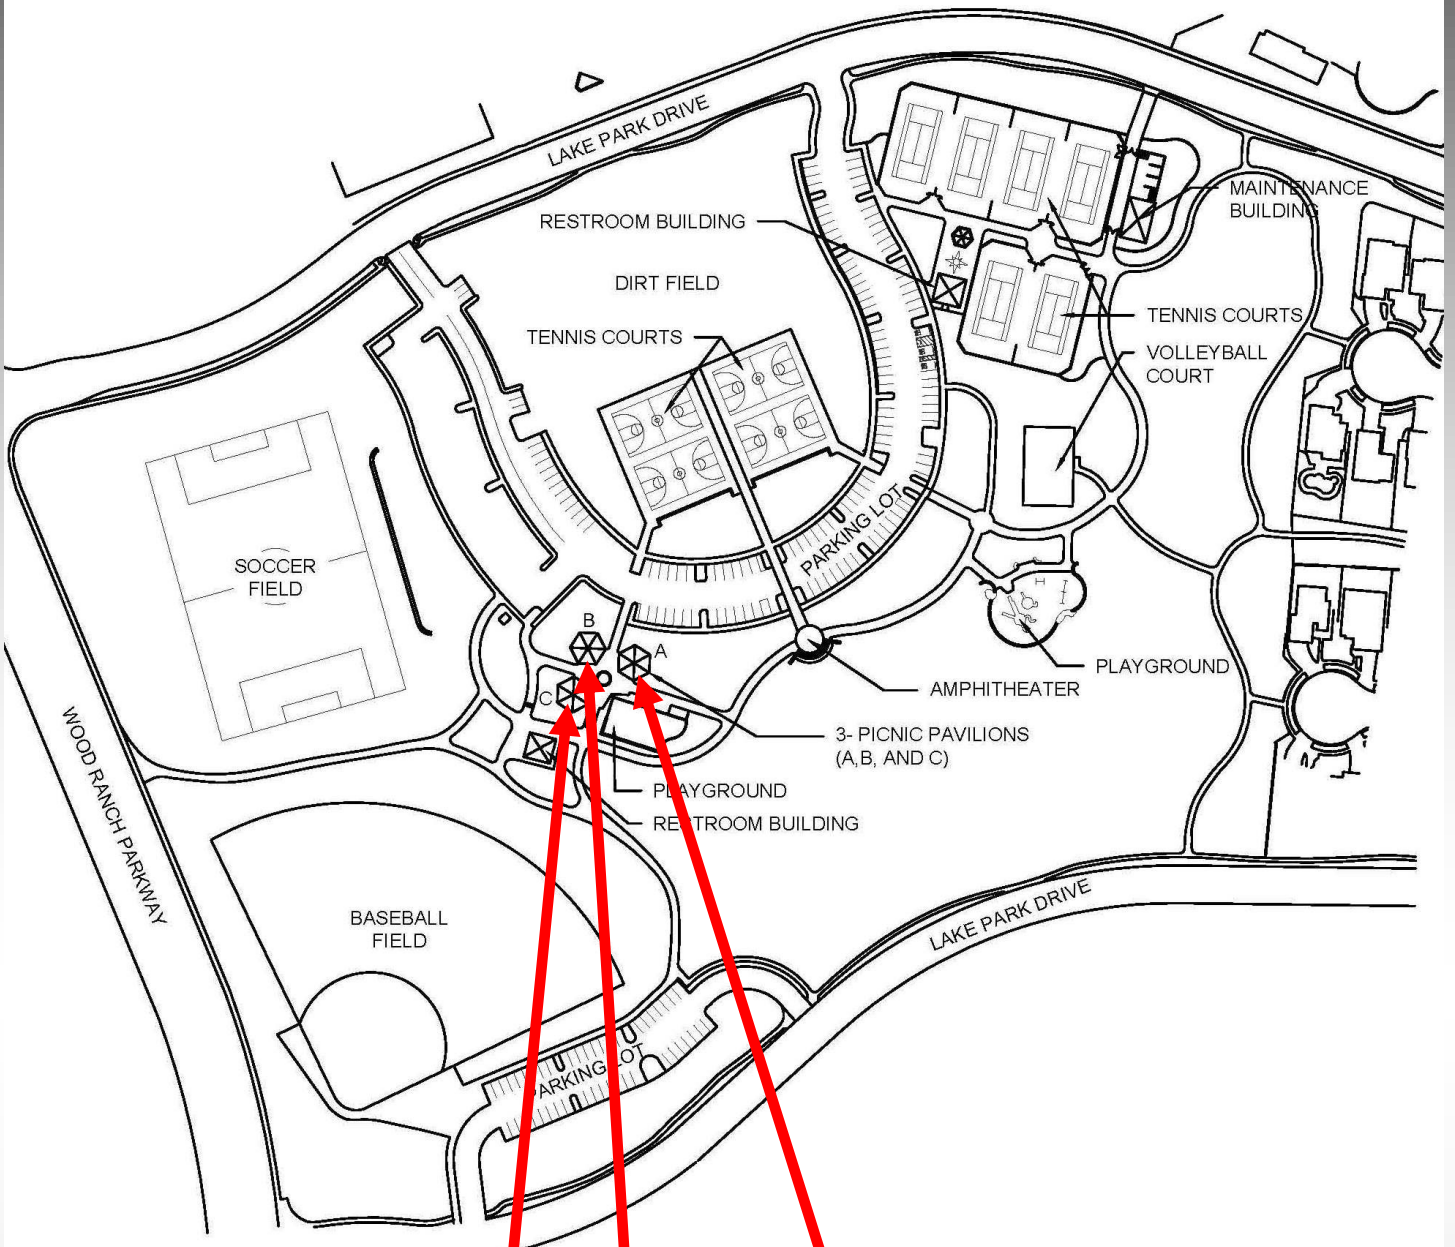 LAKE PARK DRIVE
MAINTENANCE
BUILDING
RESTROOM BUILDING
DIRT FIELD
TENNIS COURTS
TENNIS COURTS
VOLLEYBALL
COURT
PARKING LOT
SOCCER
FIELD
B
A
C
PLAYGROUND
AMPHITHEATER
3- PICNIC PAVILIONS
(A,B, AND C)
PLAYGROUND
RESTROOM BUILDING
WOOD RANCH PARKWAY
BASEBALL
FIELD
LAKE PARK DRIVE
PARKING LOT